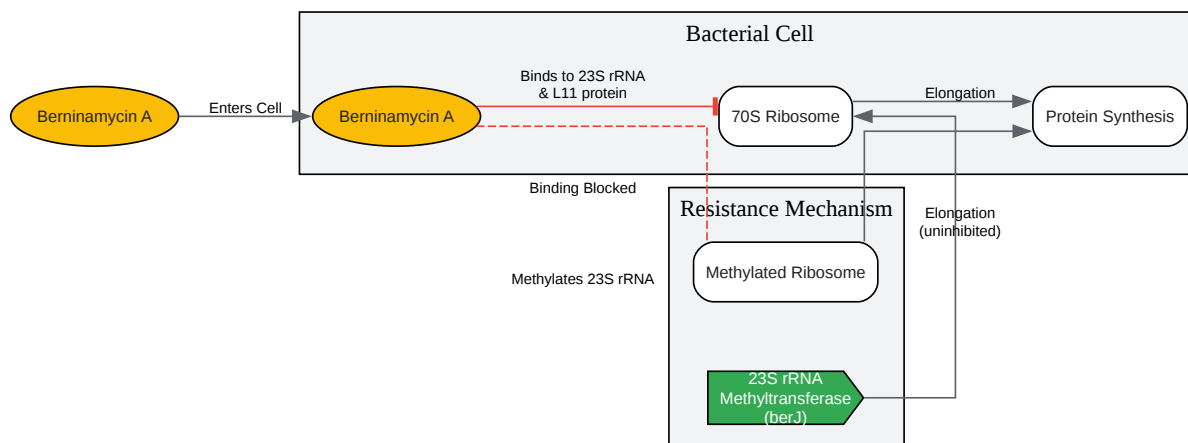 Bacterial Cell
Berninamycin A
Enters Cell
Berninamycin A
Binds to 23S rRNA
& L11 protein
70S Ribosome
Elongation
Protein Synthesis
Binding Blocked
Resistance Mechanism
Elongation
(uninhibited)
Methylates 23S rRNA
Methylated Ribosome
23S rRNA
Methyltransferase
(berJ)